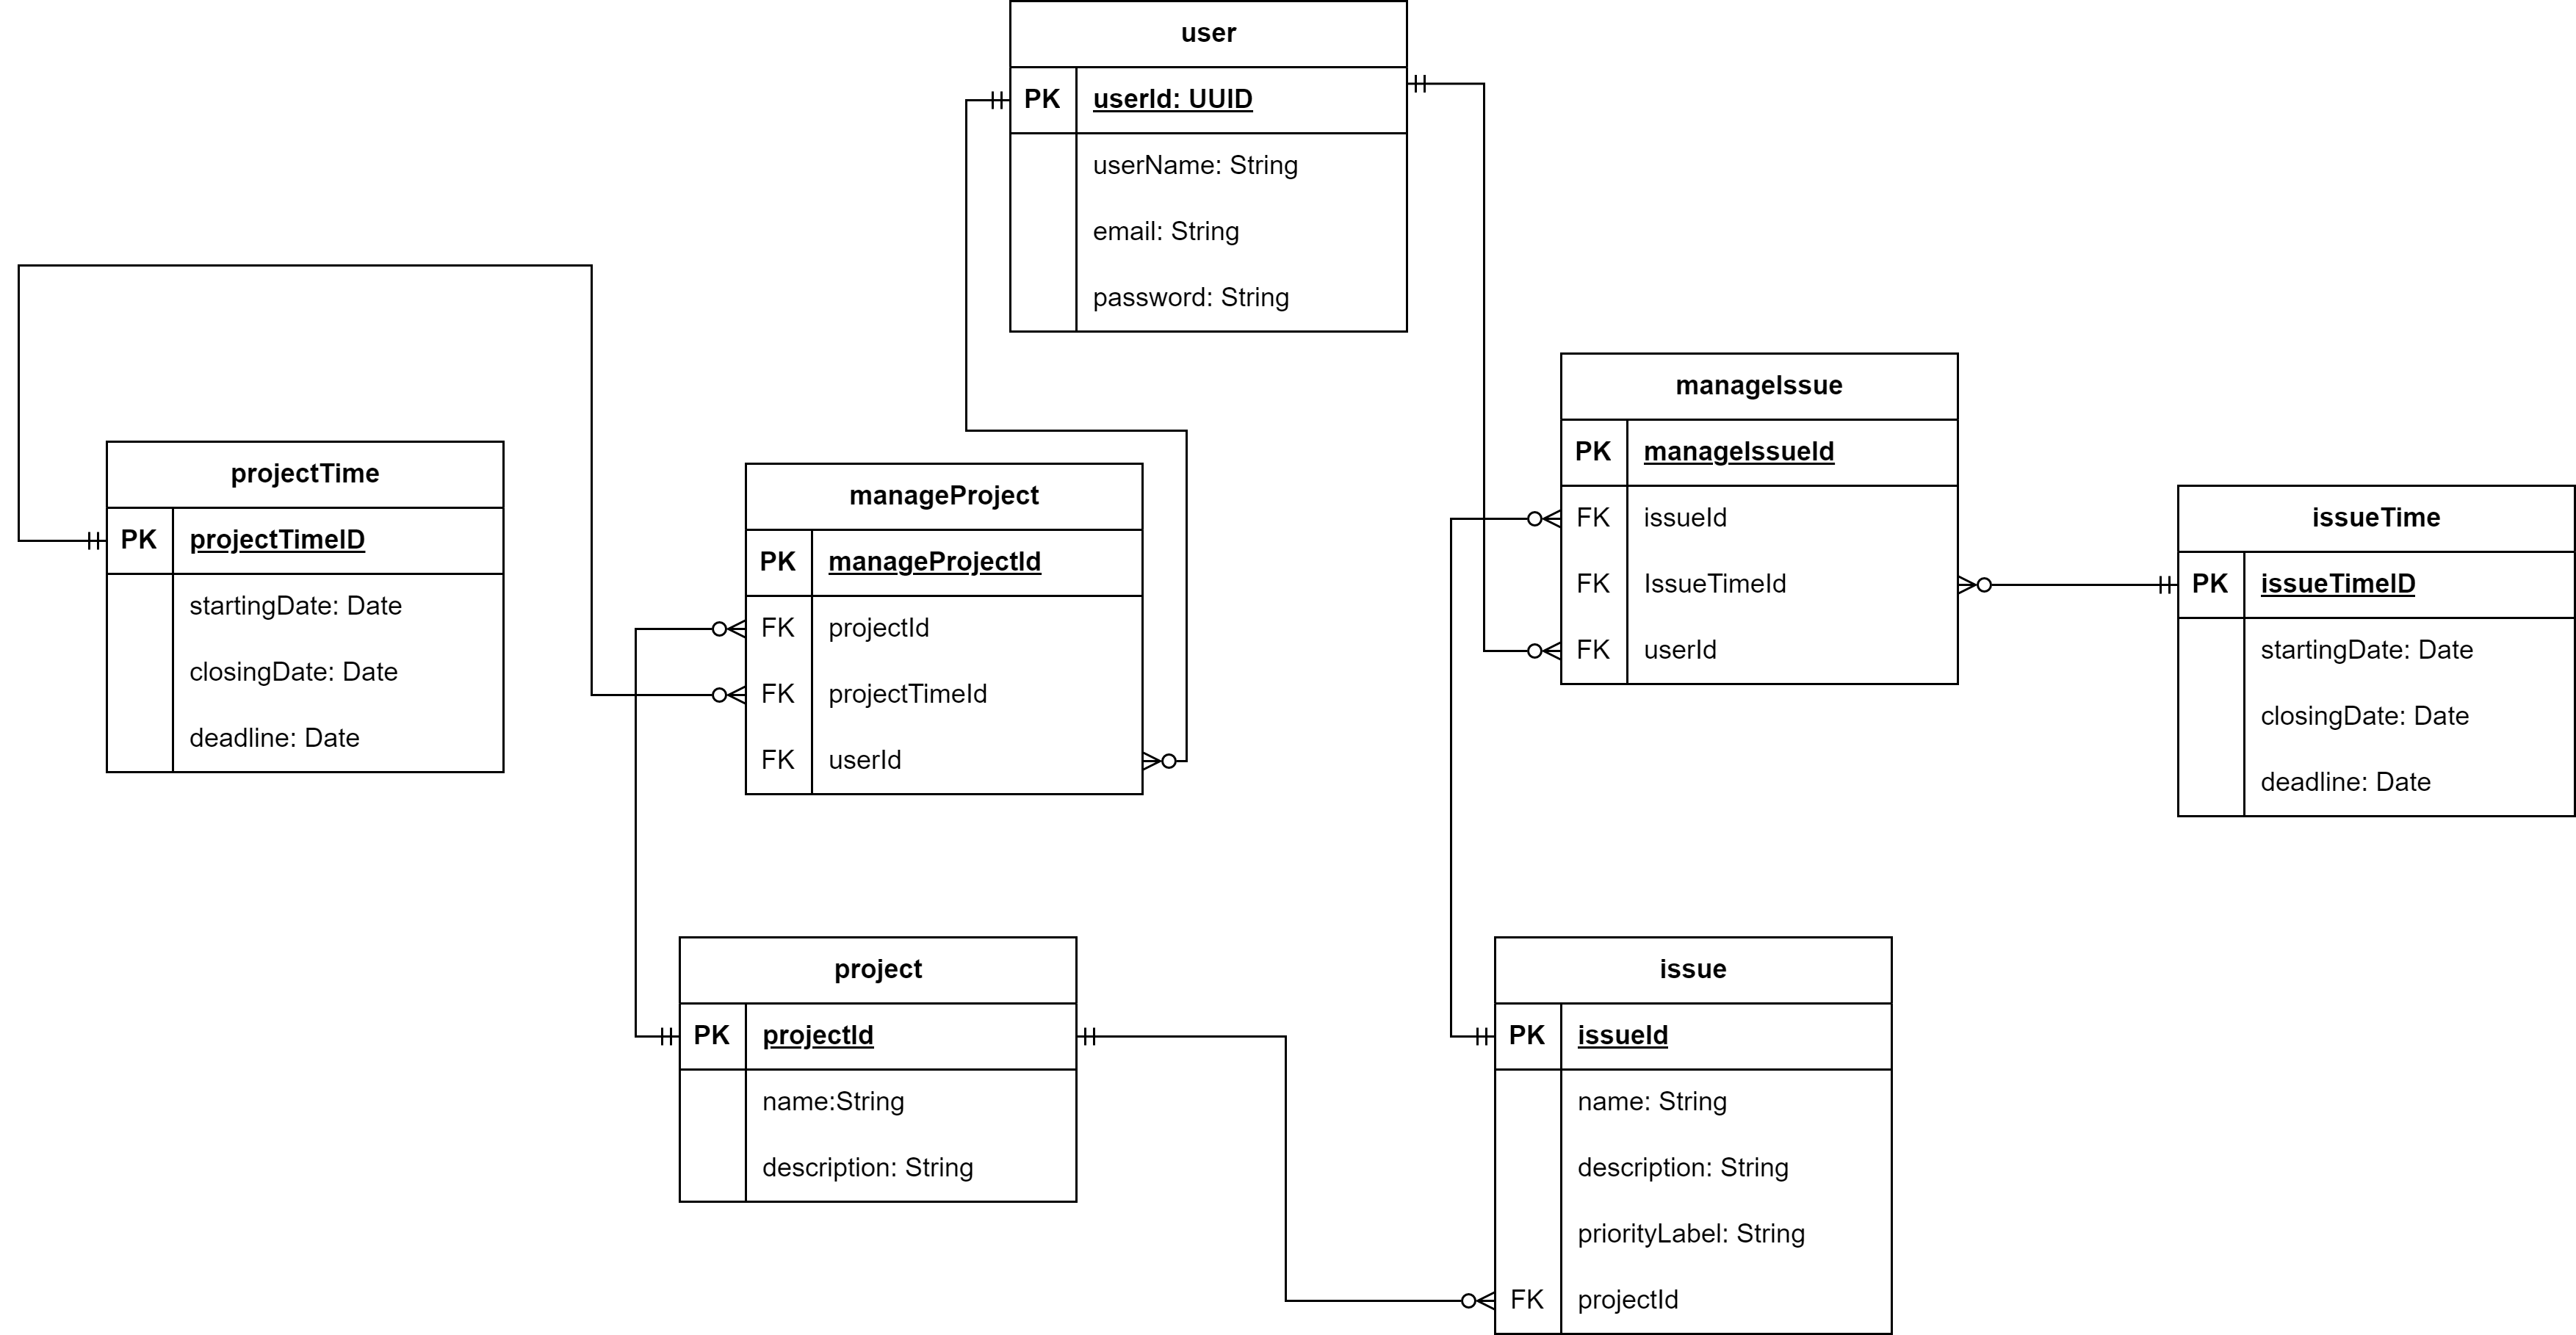 user
PK userId: UUID
userName: String
email: String
password: String
projectTime
PK projectTimeID
startingDate: Date
closingDate: Date
deadline: Date
manageProject
PK manageProjectId
FK projectId
FK projectTimeId
FK userId
manageIssue
PK manageIssueId
FK issueId
FK IssueTimeId
FK userId
issueTime
PK issueTimeID
startingDate: Date
closingDate: Date
deadline: Date
project
PK projectId
name:String
description: String
issue
PK issueId
name: String
description: String
priorityLabel: String
FK projectId